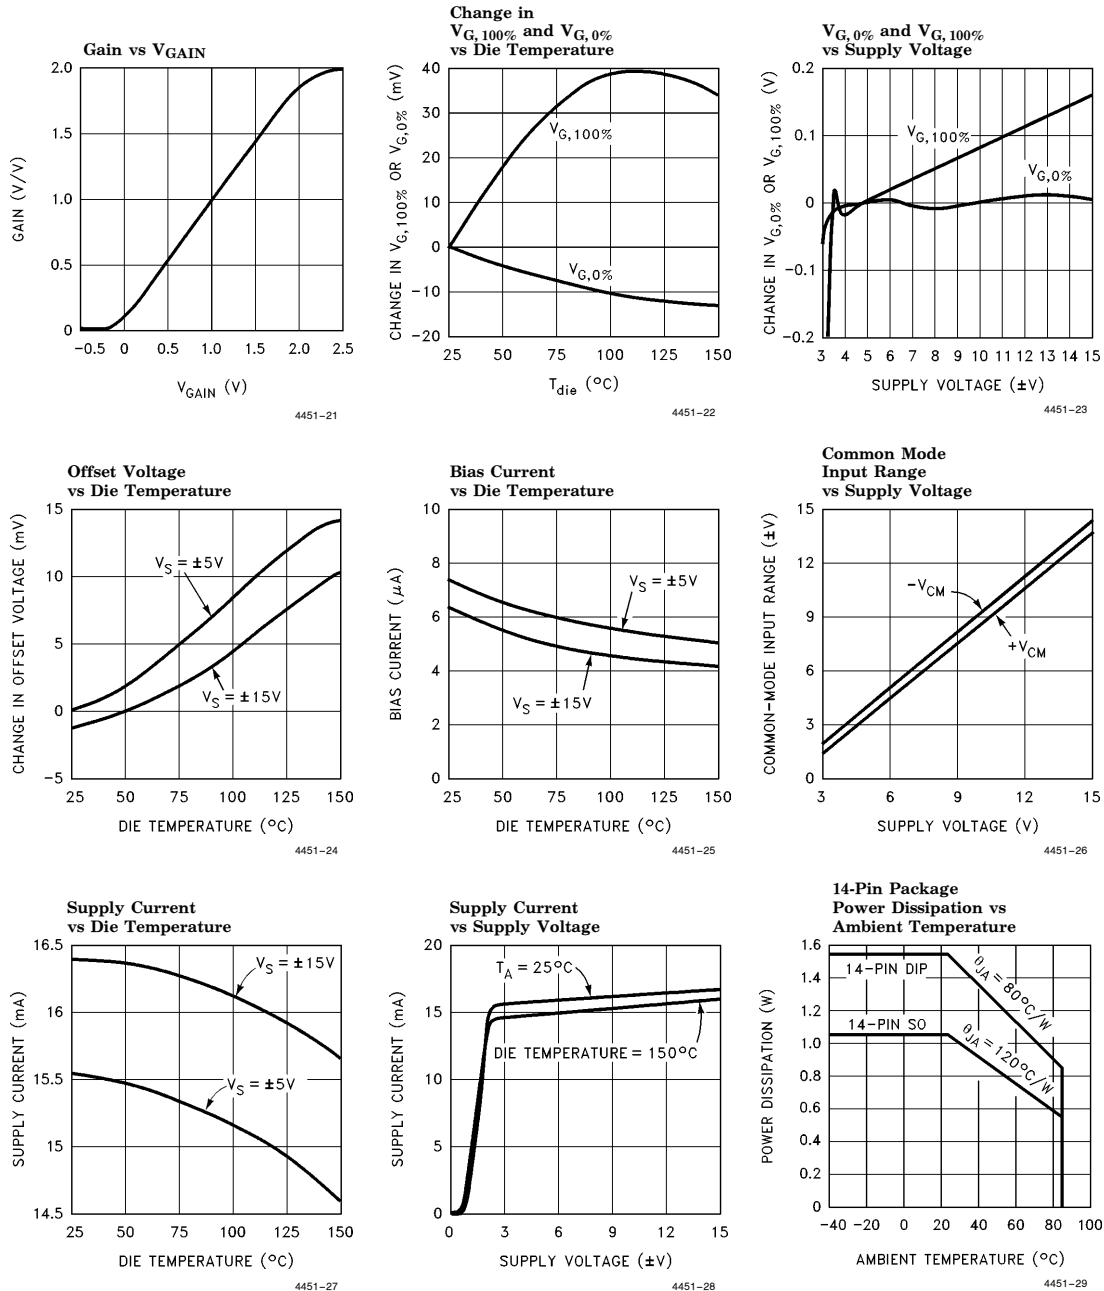 Gain vs VGAIN
GAIN (V/V)
2.0
1.5
1.0
0.5
0
−0.5 0 0.5 1.0 1.5 2.0 2.5
VGAIN (V)
4451–21
Change in
VG, 100% and VG, 0%
vs Die Temperature
CHANGE IN VG,100% OR VG,0% (mV)
40
30
20
10
0
−10
−20
VG,100%
VG,0%
25 50 75 100 125 150
Tdie (°C)
4451–22
VG, 0% and VG, 100%
vs Supply Voltage
CHANGE IN VG,0% OR VG,100% (V)
0.2
0.1
0
−0.1
−0.2
VG,100%
VG,0%
3 4 5 6 7 8 9 10 11 12 13 14 15
SUPPLY VOLTAGE (±V)
4451–23
Offset Voltage
vs Die Temperature
CHANGE IN OFFSET VOLTAGE (mV)
15
10
5
0
−5
VS = ±5V
VS = ±15V
25 50 75 100 125 150
DIE TEMPERATURE (°C)
4451–24
Bias Current
vs Die Temperature
BIAS CURRENT (μA)
10
8
6
4
2
0
VS = ±5V
VS = ±15V
25 50 75 100 125 150
DIE TEMPERATURE (°C)
4451–25
Common Mode
Input Range
vs Supply Voltage
COMMON–MODE INPUT RANGE (±V)
15
12
9
6
3
0
−VCM
+VCM
3 6 9 12 15
SUPPLY VOLTAGE (V)
4451–26
Supply Current
vs Die Temperature
SUPPLY CURRENT (mA)
16.5
16
15.5
15
14.5
VS = ±15V
VS = ±5V
25 50 75 100 125 150
DIE TEMPERATURE (°C)
4451–27
Supply Current
vs Supply Voltage
SUPPLY CURRENT (mA)
20
15
10
5
0
TA = 25°C
DIE TEMPERATURE = 150°C
0 3 6 9 12 15
SUPPLY VOLTAGE (±V)
4451–28
14-Pin Package
Power Dissipation vs
Ambient Temperature
POWER DISSIPATION (W)
1.6
1.4
1.2
1.0
0.8
0.6
0.4
0.2
0
14–PIN DIP
θJA = 80°C/W
14–PIN SO
θJA = 120°C/W
−40 −20 0 20 40 60 80 100
AMBIENT TEMPERATURE (°C)
4451–29